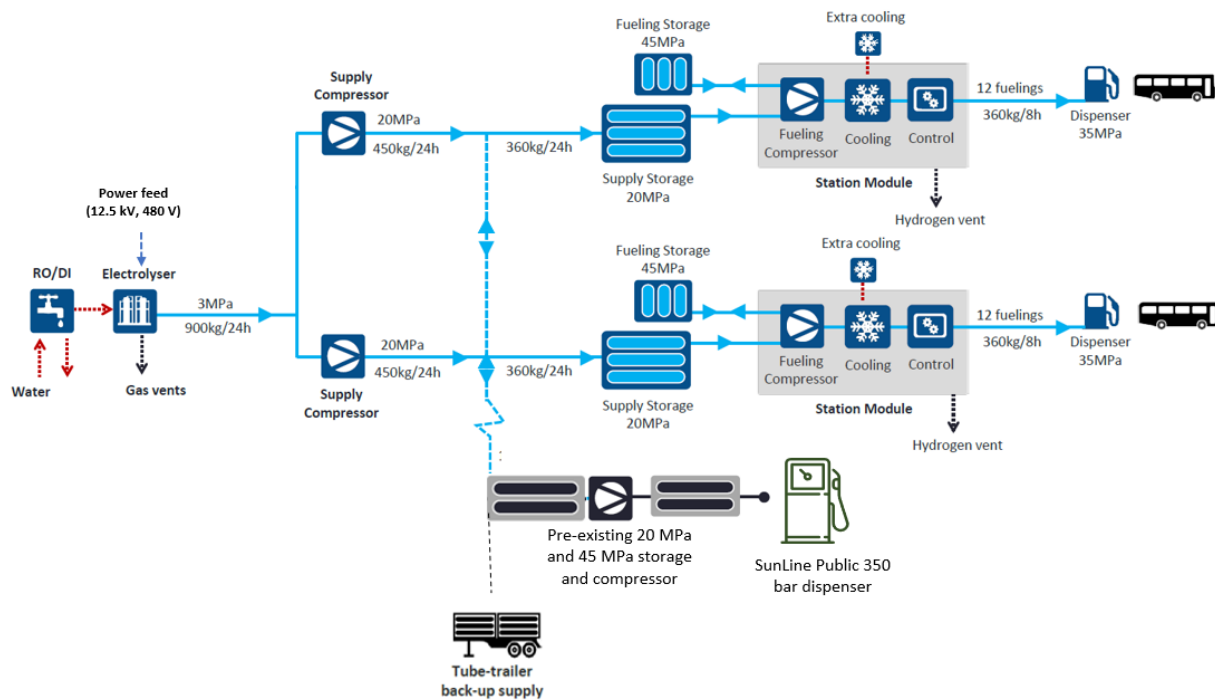 Fueling Storage
45MPa
Extra cooling
Supply
Compressor
20MPa
450kg/24h
360kg/24h
Supply Storage
20MPa
Fueling
Compressor
Cooling
Control
Station Module
12 fuelings
360kg/8h
Dispenser
35MPa
Hydrogen vent
Power feed
(12.5 kV, 480 V)
RO/DI
Electrolyser
3MPa
900kg/24h
Water
Gas vents
Fueling Storage
45MPa
Extra cooling
20MPa
450kg/24h
360kg/24h
Supply
Compressor
Supply Storage
20MPa
Fueling
Compressor
Cooling
Control
Station Module
12 fuelings
360kg/8h
Dispenser
35MPa
Hydrogen vent
:
Pre-existing 20 MPa
and 45 MPa storage
and compressor
SunLine Public 350
bar dispenser
Tube-trailer
back-up supply